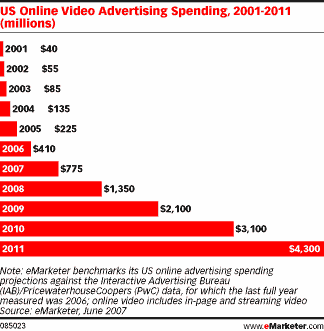 US Online Video Advertising Spending, 2001-2011
(millions)
2001 $40
2002 $55
2003 $85
2004 $135
2005 $225
2006 $410
2007 $775
2008 $1,350
2009 $2,100
2010 $3,100
2011 $4,300
Note: eMarketer benchmarks its US online advertising spending
projections against the Interactive Advertising Bureau
(IAB)/PricewaterhouseCoopers (PwC) data, for which the last full year
measured was 2006; online video includes in-page and streaming video
Source: eMarketer, June 2007
085023 www.eMarketer.com